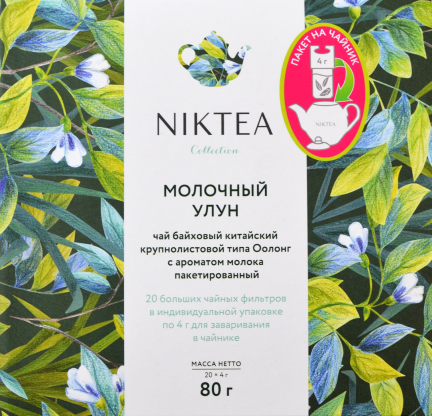 ПАКЕТ НА ЧАЙНИК
4 г
NIKTEA
NIKTEA
Collection
МОЛОЧНЫЙ
УЛУН
чай байховый китайский
крупнолистовой типа Оолонг
с ароматом молока
пакетированный
20 больших чайных фильтров
в индивидуальной упаковке
по 4 г для заваривания
в чайнике
МАССА НЕТТО
20 × 4 г
80 г